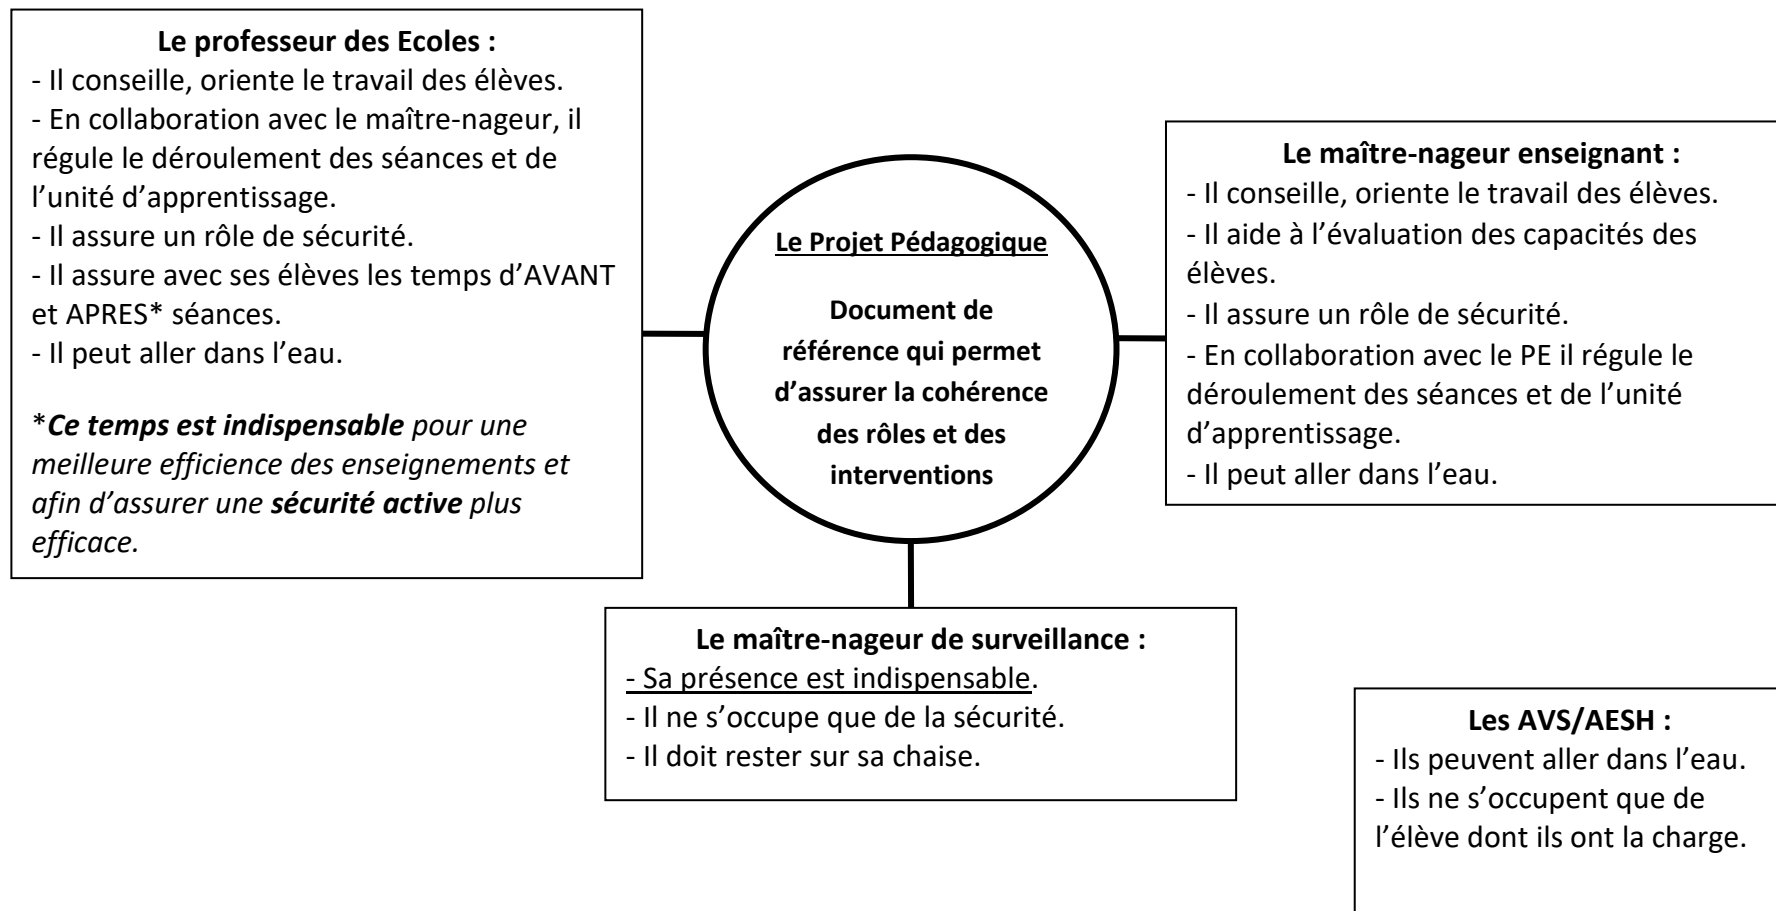 Le professeur des Ecoles :
- Il conseille, oriente le travail des élèves.
- En collaboration avec le maître-nageur, il
régule le déroulement des séances et de
l’unité d’apprentissage.
- Il assure un rôle de sécurité.
- Il assure avec ses élèves les temps d’AVANT
et APRES* séances.
- Il peut aller dans l’eau.
*Ce temps est indispensable pour une
meilleure efficience des enseignements et
afin d’assurer une sécurité active plus
efficace.
Le Projet Pédagogique
Document de
référence qui permet
d’assurer la cohérence
des rôles et des
interventions
Le maître-nageur enseignant :
- Il conseille, oriente le travail des élèves.
- Il aide à l’évaluation des capacités des
élèves.
- Il assure un rôle de sécurité.
- En collaboration avec le PE il régule le
déroulement des séances et de l’unité
d’apprentissage.
- Il peut aller dans l’eau.
Le maître-nageur de surveillance :
- Sa présence est indispensable.
- Il ne s’occupe que de la sécurité.
- Il doit rester sur sa chaise.
Les AVS/AESH :
- Ils peuvent aller dans l’eau.
- Ils ne s’occupent que de
l’élève dont ils ont la charge.